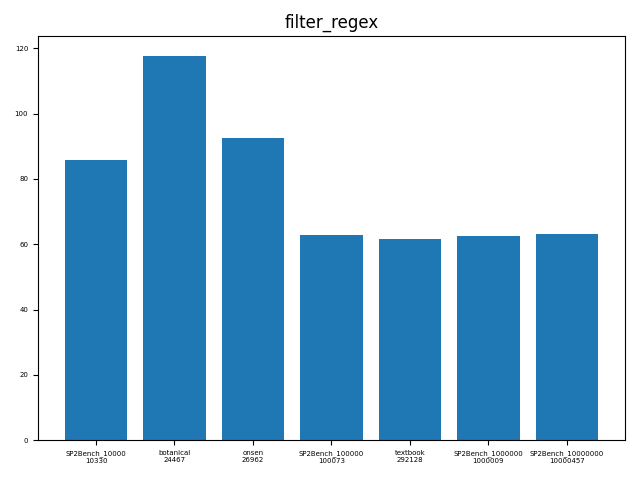 filter_regex
120
100
80
60
40
20
0
SP2Bench_10000 botanical onsen SP2Bench_100000 textbook SP2Bench_1000000 SP2Bench_10000000
10330 24467 26962 100073 292128 1000009 10000457